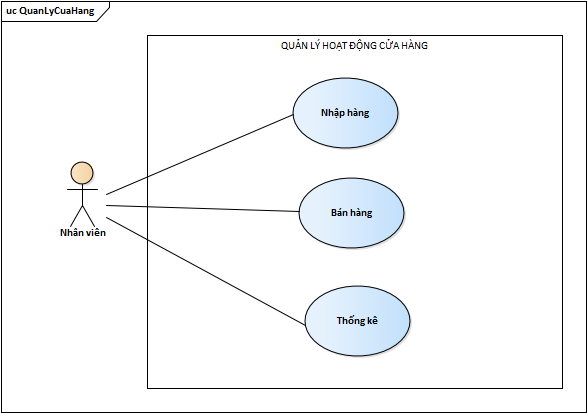 uc QuanLyCuaHang
QUẢN LÝ HOẠT ĐỘNG CỬA HÀNG
Nhập hàng
Bán hàng
Nhân viên
Thống kê